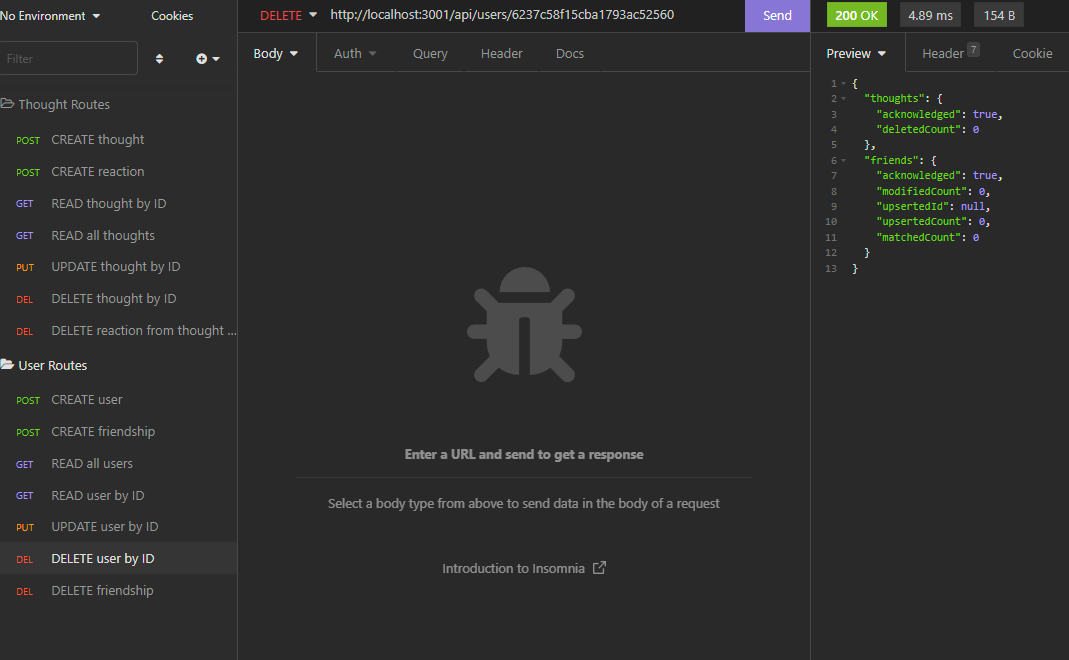 No Environment
Cookies
Filter
Thought Routes
POST CREATE thought
POST CREATE reaction
GET READ thought by ID
GET READ all thoughts
PUT UPDATE thought by ID
DEL DELETE thought by ID
DEL DELETE reaction from thought ...
User Routes
POST CREATE user
POST CREATE friendship
GET READ all users
GET READ user by ID
PUT UPDATE user by ID
DEL DELETE user by ID
DEL DELETE friendship
DELETE http://localhost:3001/api/users/6237c58f15cba1793ac52560 Send
Body Auth Query Header Docs
Enter a URL and send to get a response
Select a body type from above to send data in the body of a request
Introduction to Insomnia
200 OK 4.89 ms 154 B
Preview Header 7 Cookie
1 {
2 "thoughts": {
3 "acknowledged": true,
4 "deletedCount": 0
5 },
6 "friends": {
7 "acknowledged": true,
8 "modifiedCount": 0,
9 "upsertedId": null,
10 "upsertedCount": 0,
11 "matchedCount": 0
12 }
13 }